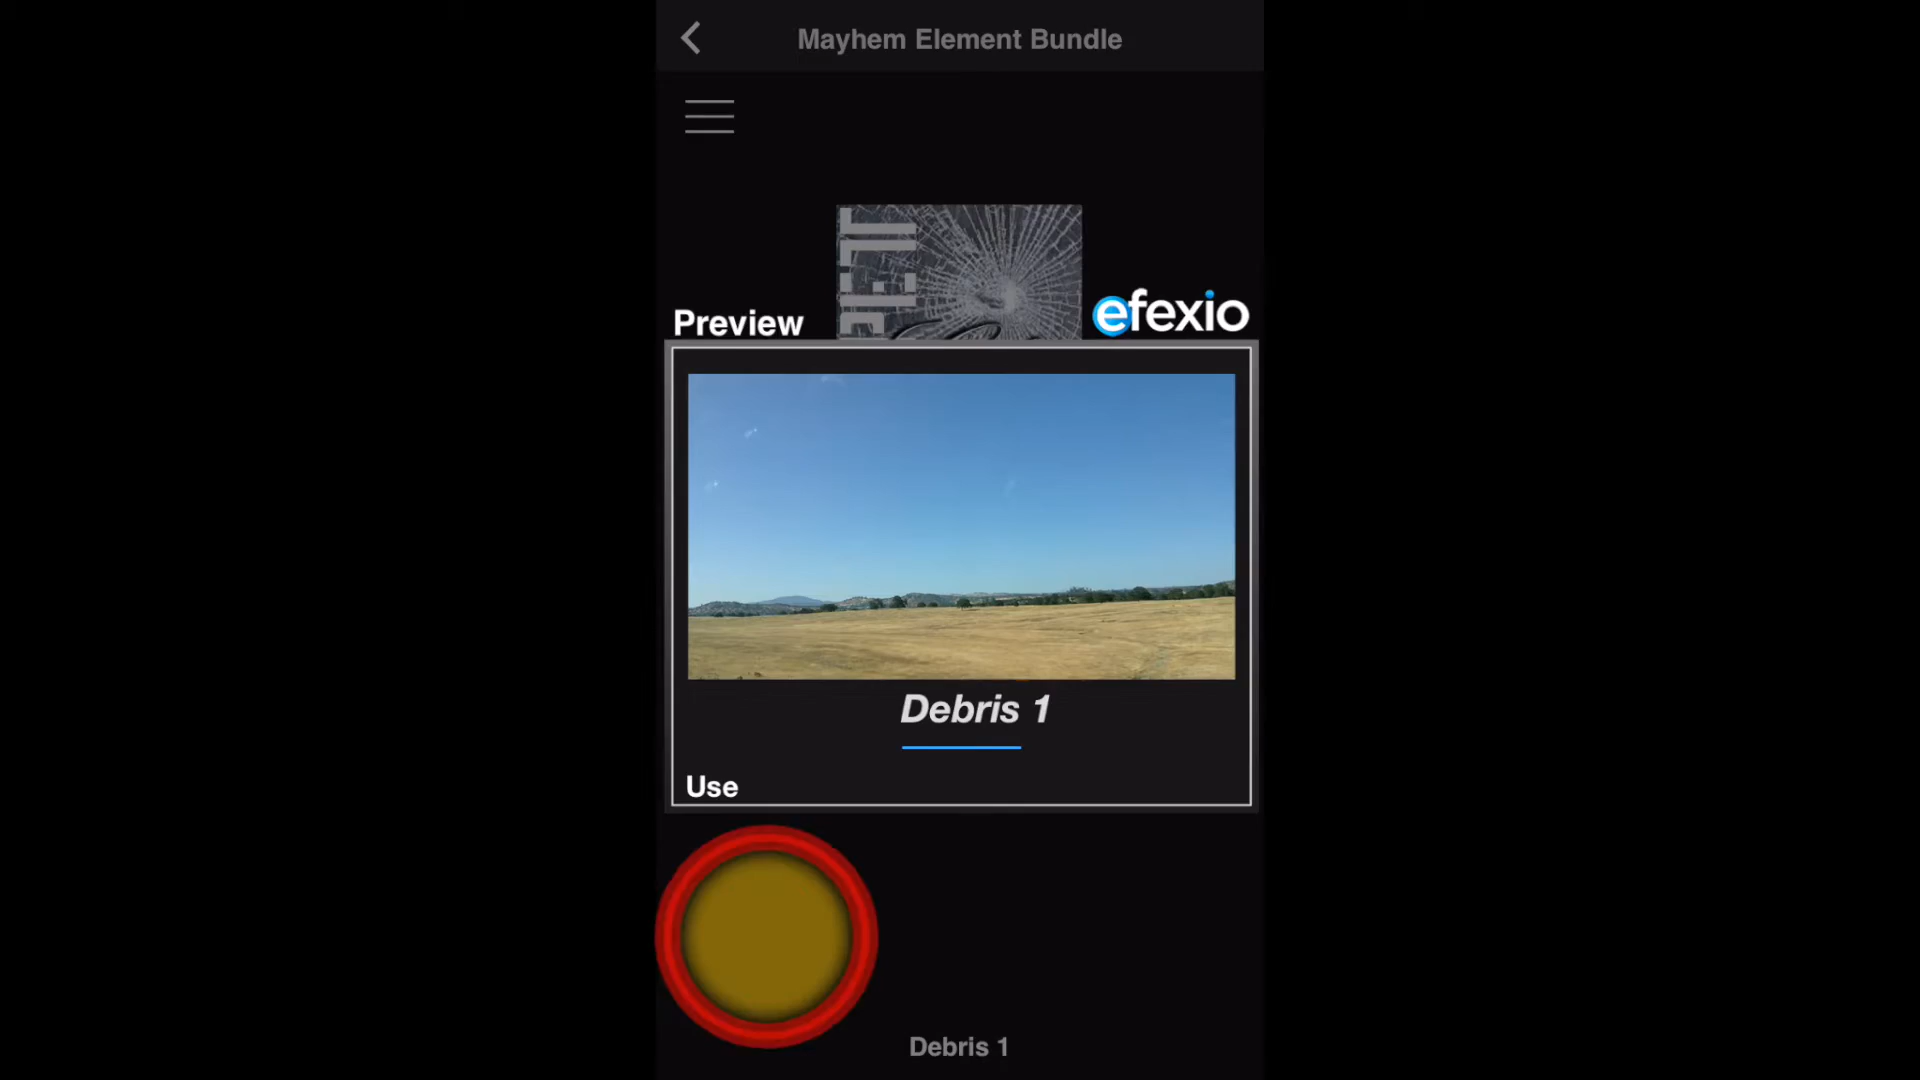 Mayhem Element Bundle
Preview
efexio
Debris 1
Use
Debris 1